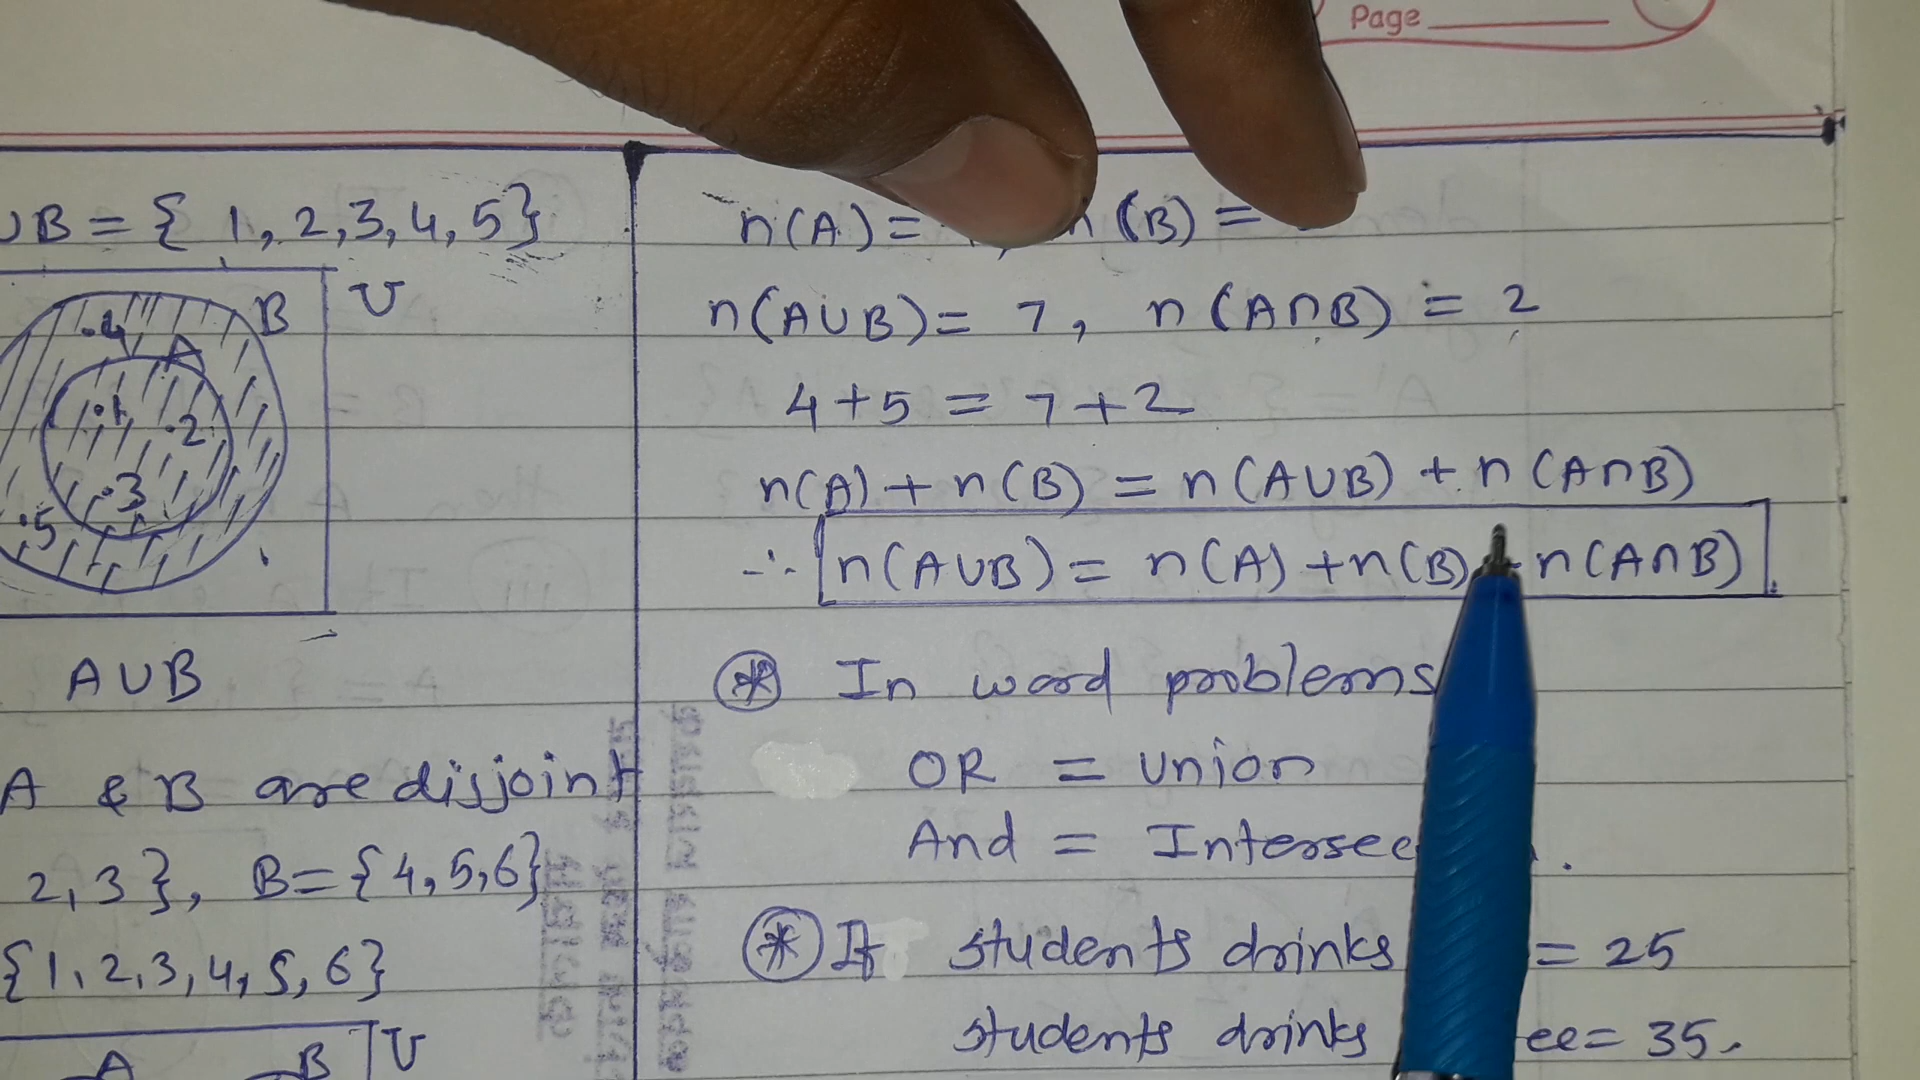 Page
∪B = { 1, 2, 3, 4, 5}
B U
.4 A
.1 .2
.3
.5
A∪B
A & B are disjoint
2, 3 }, B = {4, 5, 6}
{1, 2, 3, 4, 5, 6}
A B U
n(A) = n(B) =
n(A∪B) = 7, n(A∩B) = 2
4 + 5 = 7 + 2
n(A) + n(B) = n(A∪B) + n(A∩B)
∴ n(A∪B) = n(A) + n(B) - n(A∩B)
* In word problems
OR = union
And = Intersec
* If students drinks = 25
students drinks ee = 35.